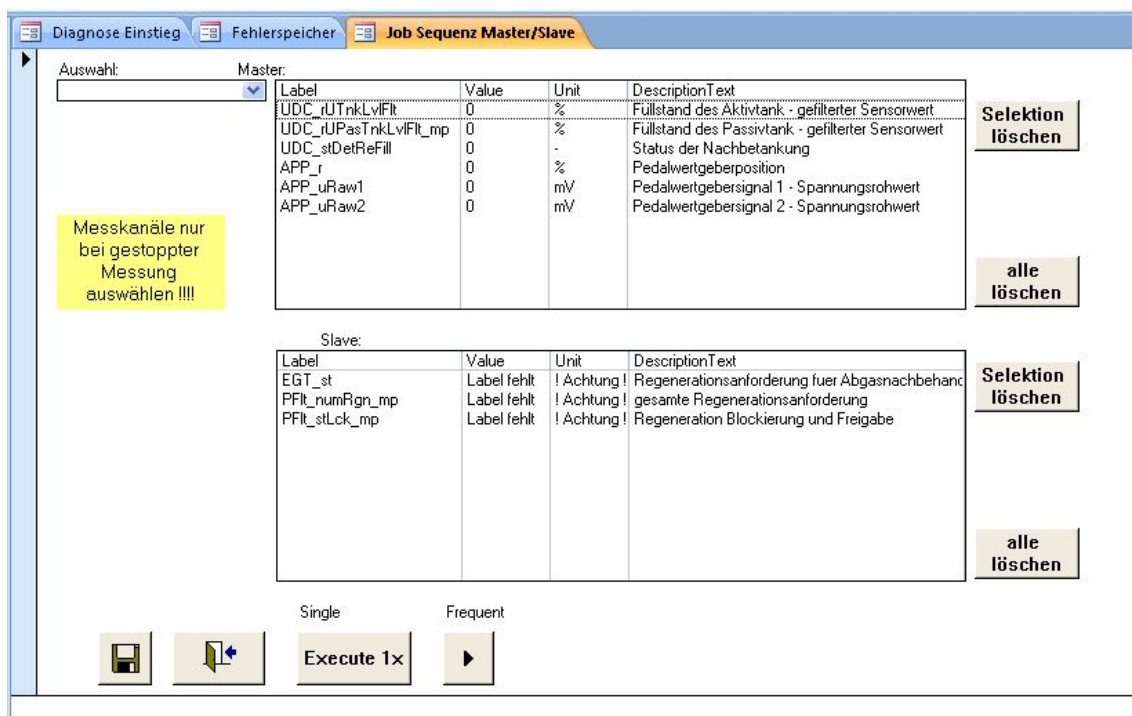 Diagnose Einstieg Fehlerspeicher Job Sequenz Master/Slave
Auswahl: Master:
Label Value Unit DescriptionText
UDC_rUTnkLvlFlt 0 % Füllstand des Aktivtank - gefilterter Sensorwert
UDC_rUPasTnkLvlFlt_mp 0 % Füllstand des Passivtank - gefilterter Sensorwert
UDC_stDetReFill 0 - Status der Nachbetankung
APP_r 0 % Pedalwertgeberposition
APP_uRaw1 0 mV Pedalwertgebersignal 1 - Spannungsrohwert
APP_uRaw2 0 mV Pedalwertgebersignal 2 - Spannungsrohwert
Selektion
löschen
Messkanäle nur
bei gestoppter
Messung
auswählen !!!!
alle
löschen
Slave:
Label Value Unit DescriptionText
EGT_st Label fehlt ! Achtung ! Regenerationsanforderung fuer Abgasnachbehanc
PFlt_numRgn_mp Label fehlt ! Achtung ! gesamte Regenerationsanforderung
PFlt_stLck_mp Label fehlt ! Achtung ! Regeneration Blockierung und Freigabe
Selektion
löschen
alle
löschen
Single Frequent
Execute 1x